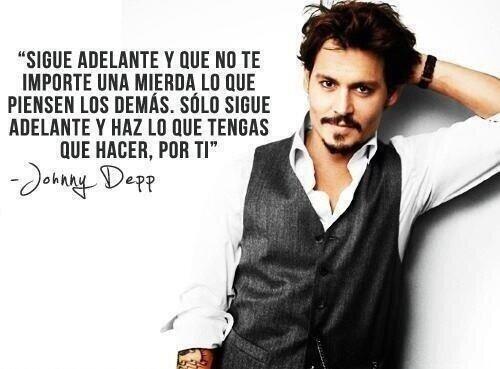 “SIGUE ADELANTE Y QUE NO TE
IMPORTE UNA MIERDA LO QUE
PIENSEN LOS DEMÁS. SÓLO SIGUE
ADELANTE Y HAZ LO QUE TENGAS
QUE HACER, POR TI”
-Johnny Depp